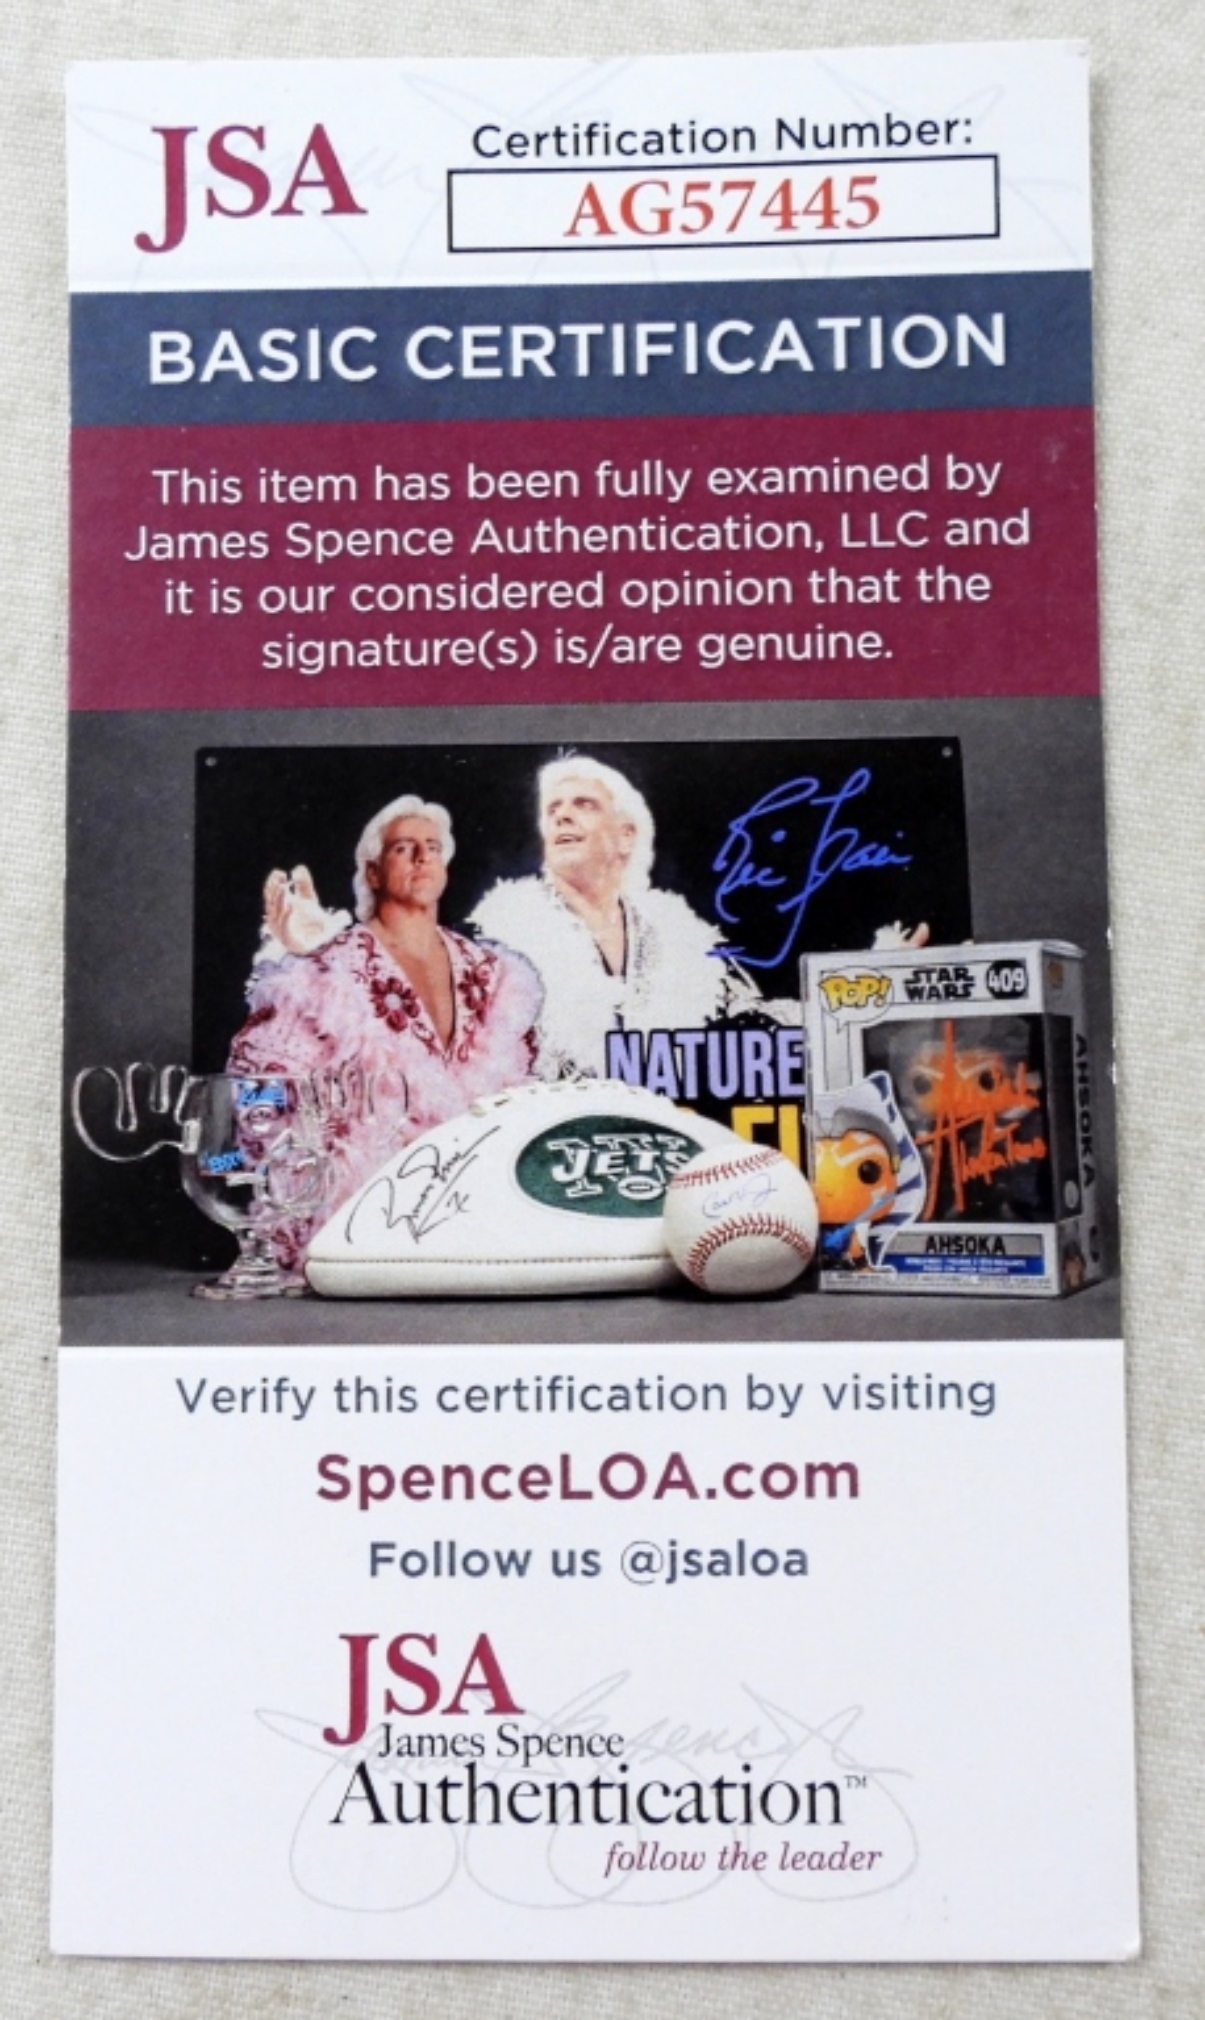 JSA
Certification Number:
AG57445
BASIC CERTIFICATION
This item has been fully examined by
James Spence Authentication, LLC and
it is our considered opinion that the
signature(s) is/are genuine.
Ric Flair
NATURE
POP!
STAR
WARS
409
JETS
AHSOKA
AHSOKA
Verify this certification by visiting
SpenceLOA.com
Follow us @jsaloa
JSA
James Spence
Authentication™
follow the leader